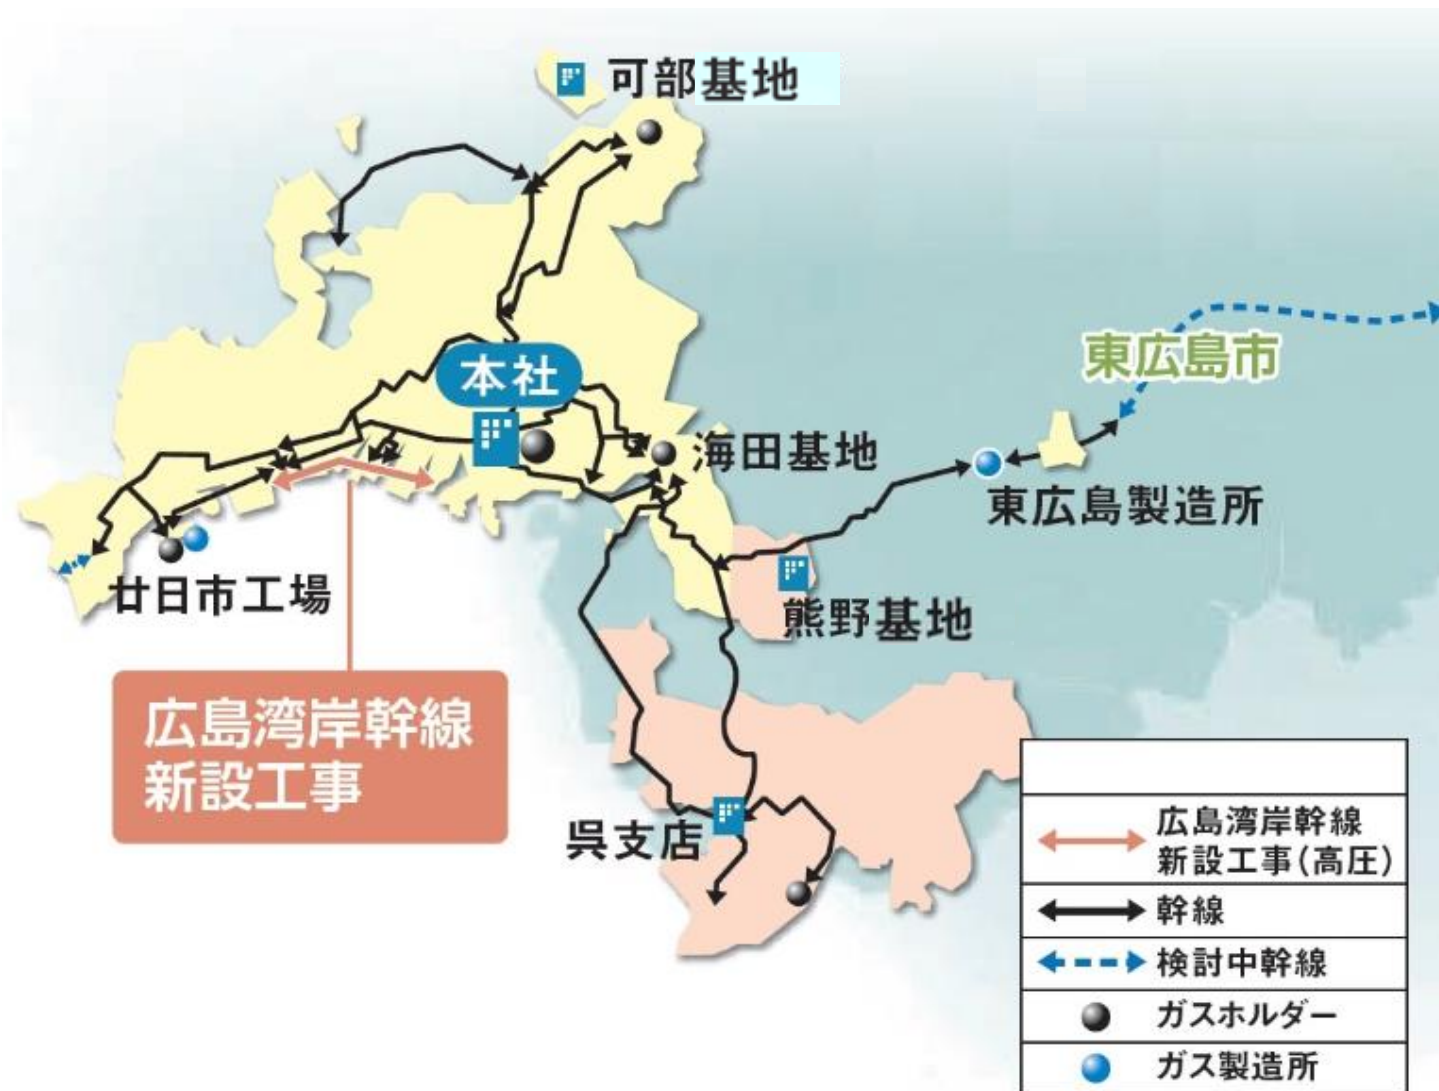 可部基地
本社
海田基地
東広島市
東広島製造所
廿日市工場
熊野基地
広島湾岸幹線
新設工事
呉支店
広島湾岸幹線
新設工事(高圧)
幹線
検討中幹線
ガスホルダー
ガス製造所